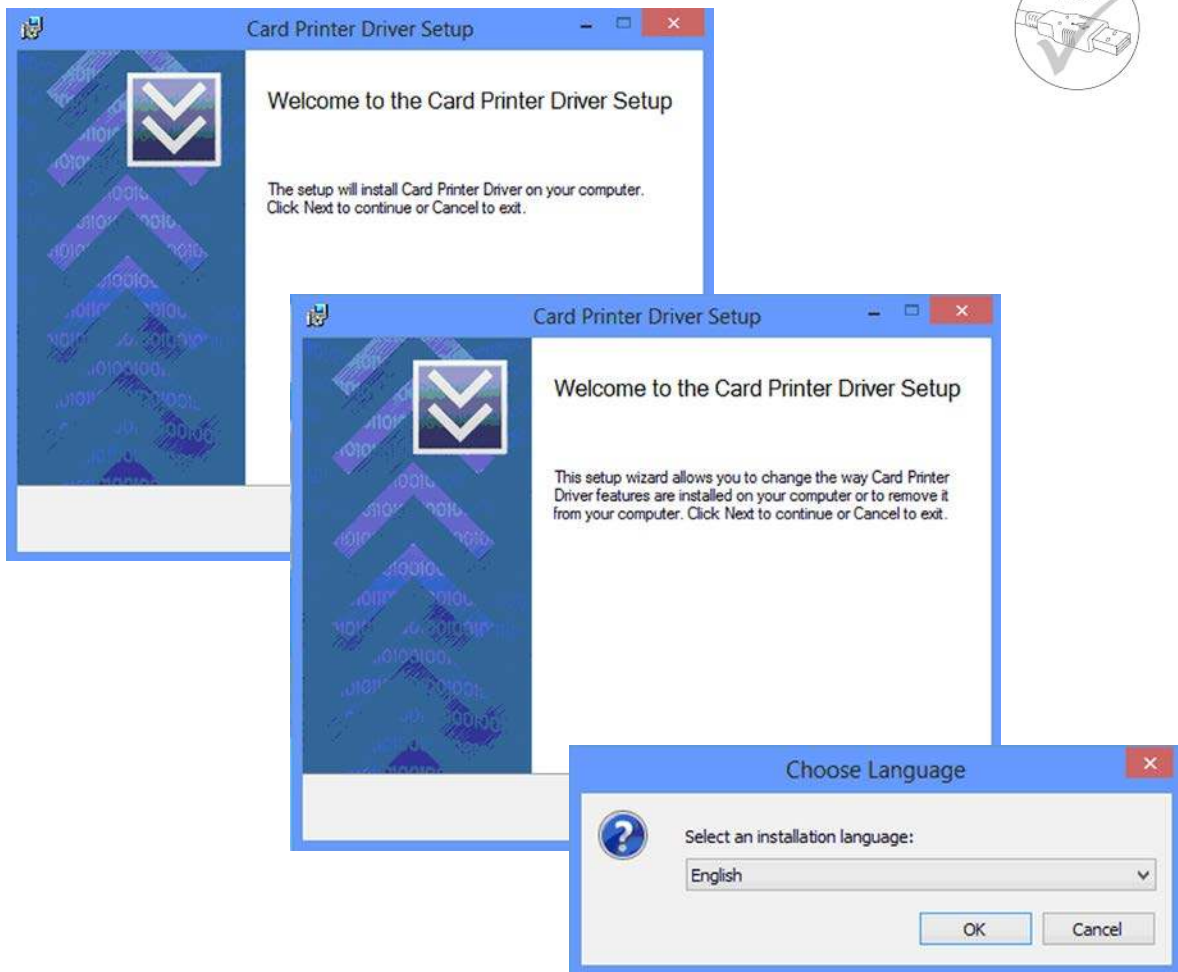 Card Printer Driver Setup
Welcome to the Card Printer Driver Setup
The setup will install Card Printer Driver on your computer.
Click Next to continue or Cancel to exit.
Card Printer Driver Setup
Welcome to the Card Printer Driver Setup
This setup wizard allows you to change the way Card Printer
Driver features are installed on your computer or to remove it
from your computer. Click Next to continue or Cancel to exit.
Choose Language
Select an installation language:
English
OK
Cancel